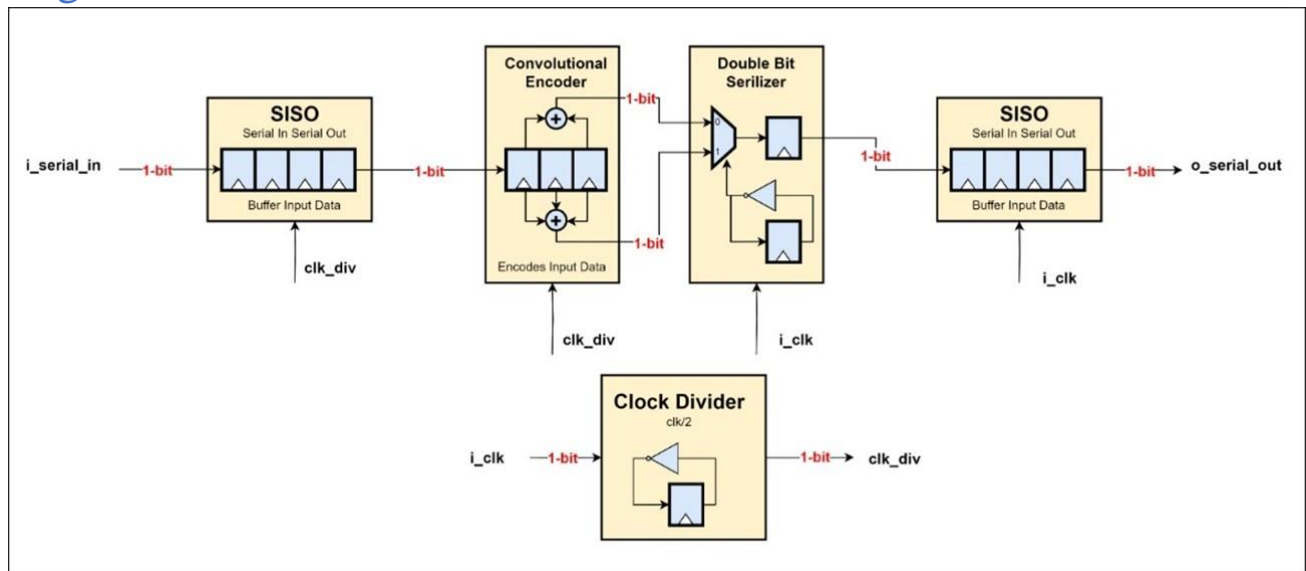 Convolutional
Encoder
Double Bit
Serilizer
SISO
Serial In Serial Out
Buffer Input Data
SISO
Serial In Serial Out
Buffer Input Data
i_serial_in
1-bit
1-bit
1-bit
1-bit
0
1
1-bit
1-bit
o_serial_out
+
+
Encodes Input Data
clk_div
clk_div
i_clk
i_clk
Clock Divider
clk/2
i_clk
1-bit
1-bit
clk_div